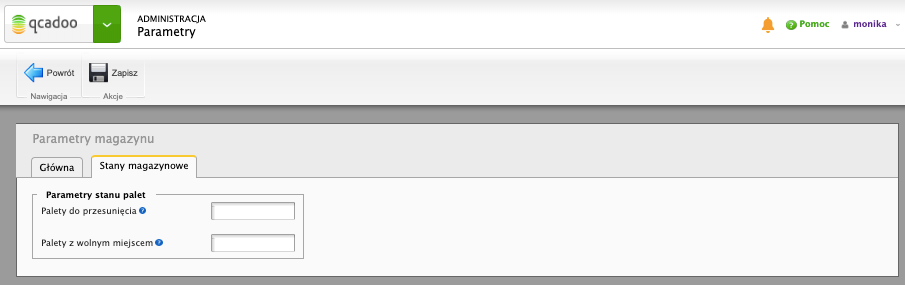 qcadoo
ADMINISTRACJA
Parametry
? Pomoc
monika
Powrót
Zapisz
Nawigacja
Akcje
Parametry magazynu
Główna
Stany magazynowe
Parametry stanu palet
Palety do przesunięcia ?
Palety z wolnym miejscem ?